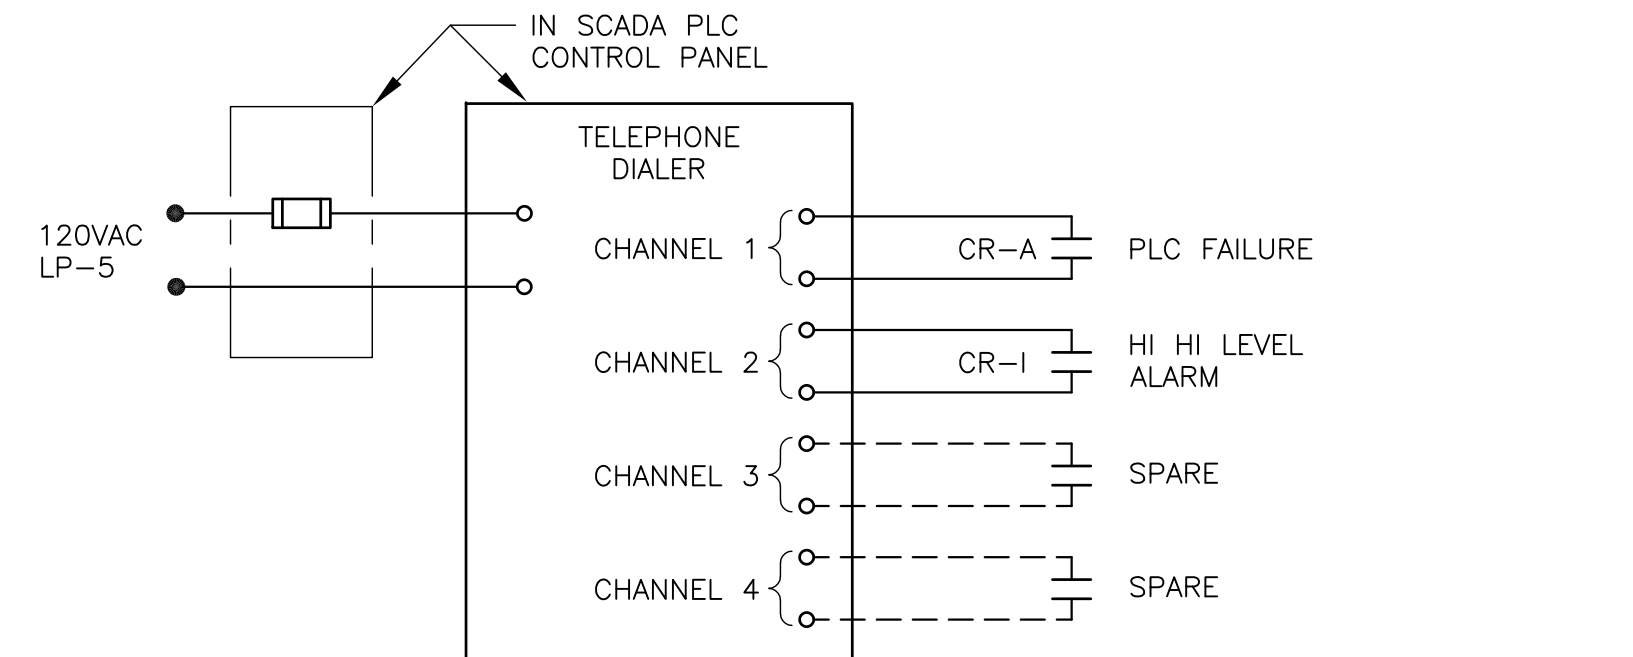 IN SCADA PLC
CONTROL PANEL
TELEPHONE
DIALER
120VAC
LP-5
CHANNEL 1
CR-A
PLC FAILURE
CHANNEL 2
CR-I
HI HI LEVEL
ALARM
CHANNEL 3
SPARE
CHANNEL 4
SPARE